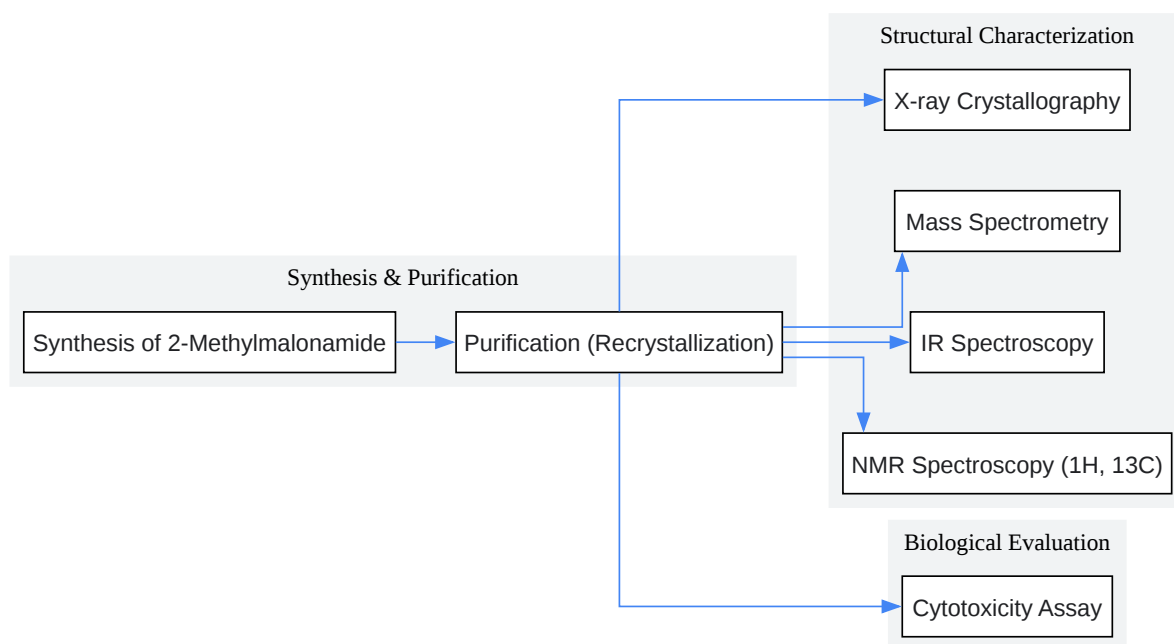 Structural Characterization
X-ray Crystallography
Mass Spectrometry
Synthesis & Purification
Synthesis of 2-Methylmalonamide
Purification (Recrystallization)
IR Spectroscopy
NMR Spectroscopy (1H, 13C)
Biological Evaluation
Cytotoxicity Assay